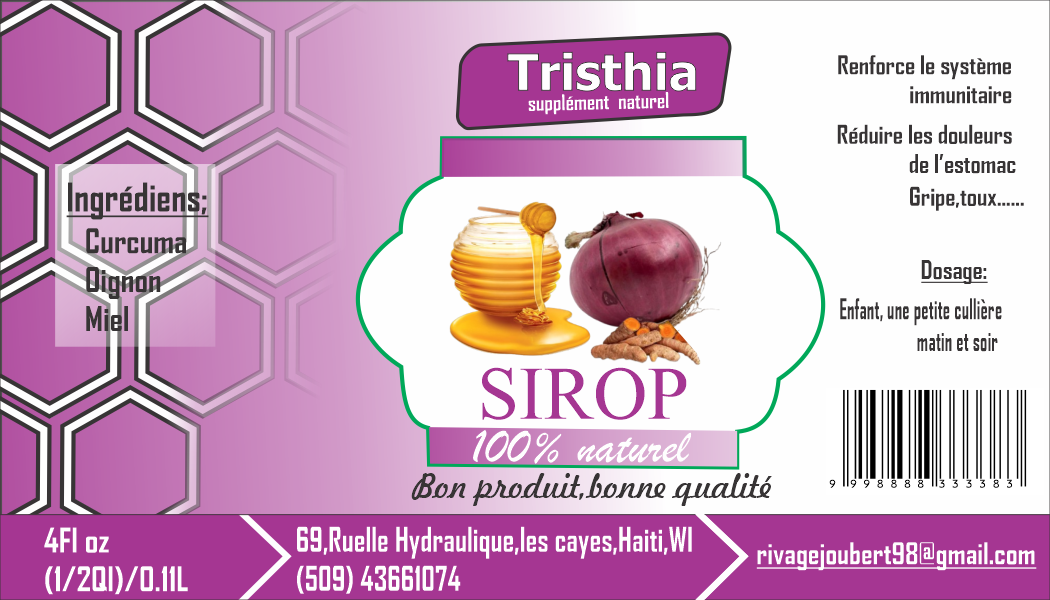 Tristhia
supplément naturel
Ingrédiens;
Curcuma
Oignon
Miel
SIROP
100% naturel
Bon produit,bonne qualité
Renforce le système
immunitaire
Réduire les douleurs
de l'estomac
Gripe,toux......
Dosage:
Enfant, une petite cullière
matin et soir
9 998888 333383
4Fl oz
(1/2Ql)/0.11L
69,Ruelle Hydraulique,les cayes,Haiti,WI
(509) 43661074
rivagejoubert98@gmail.com